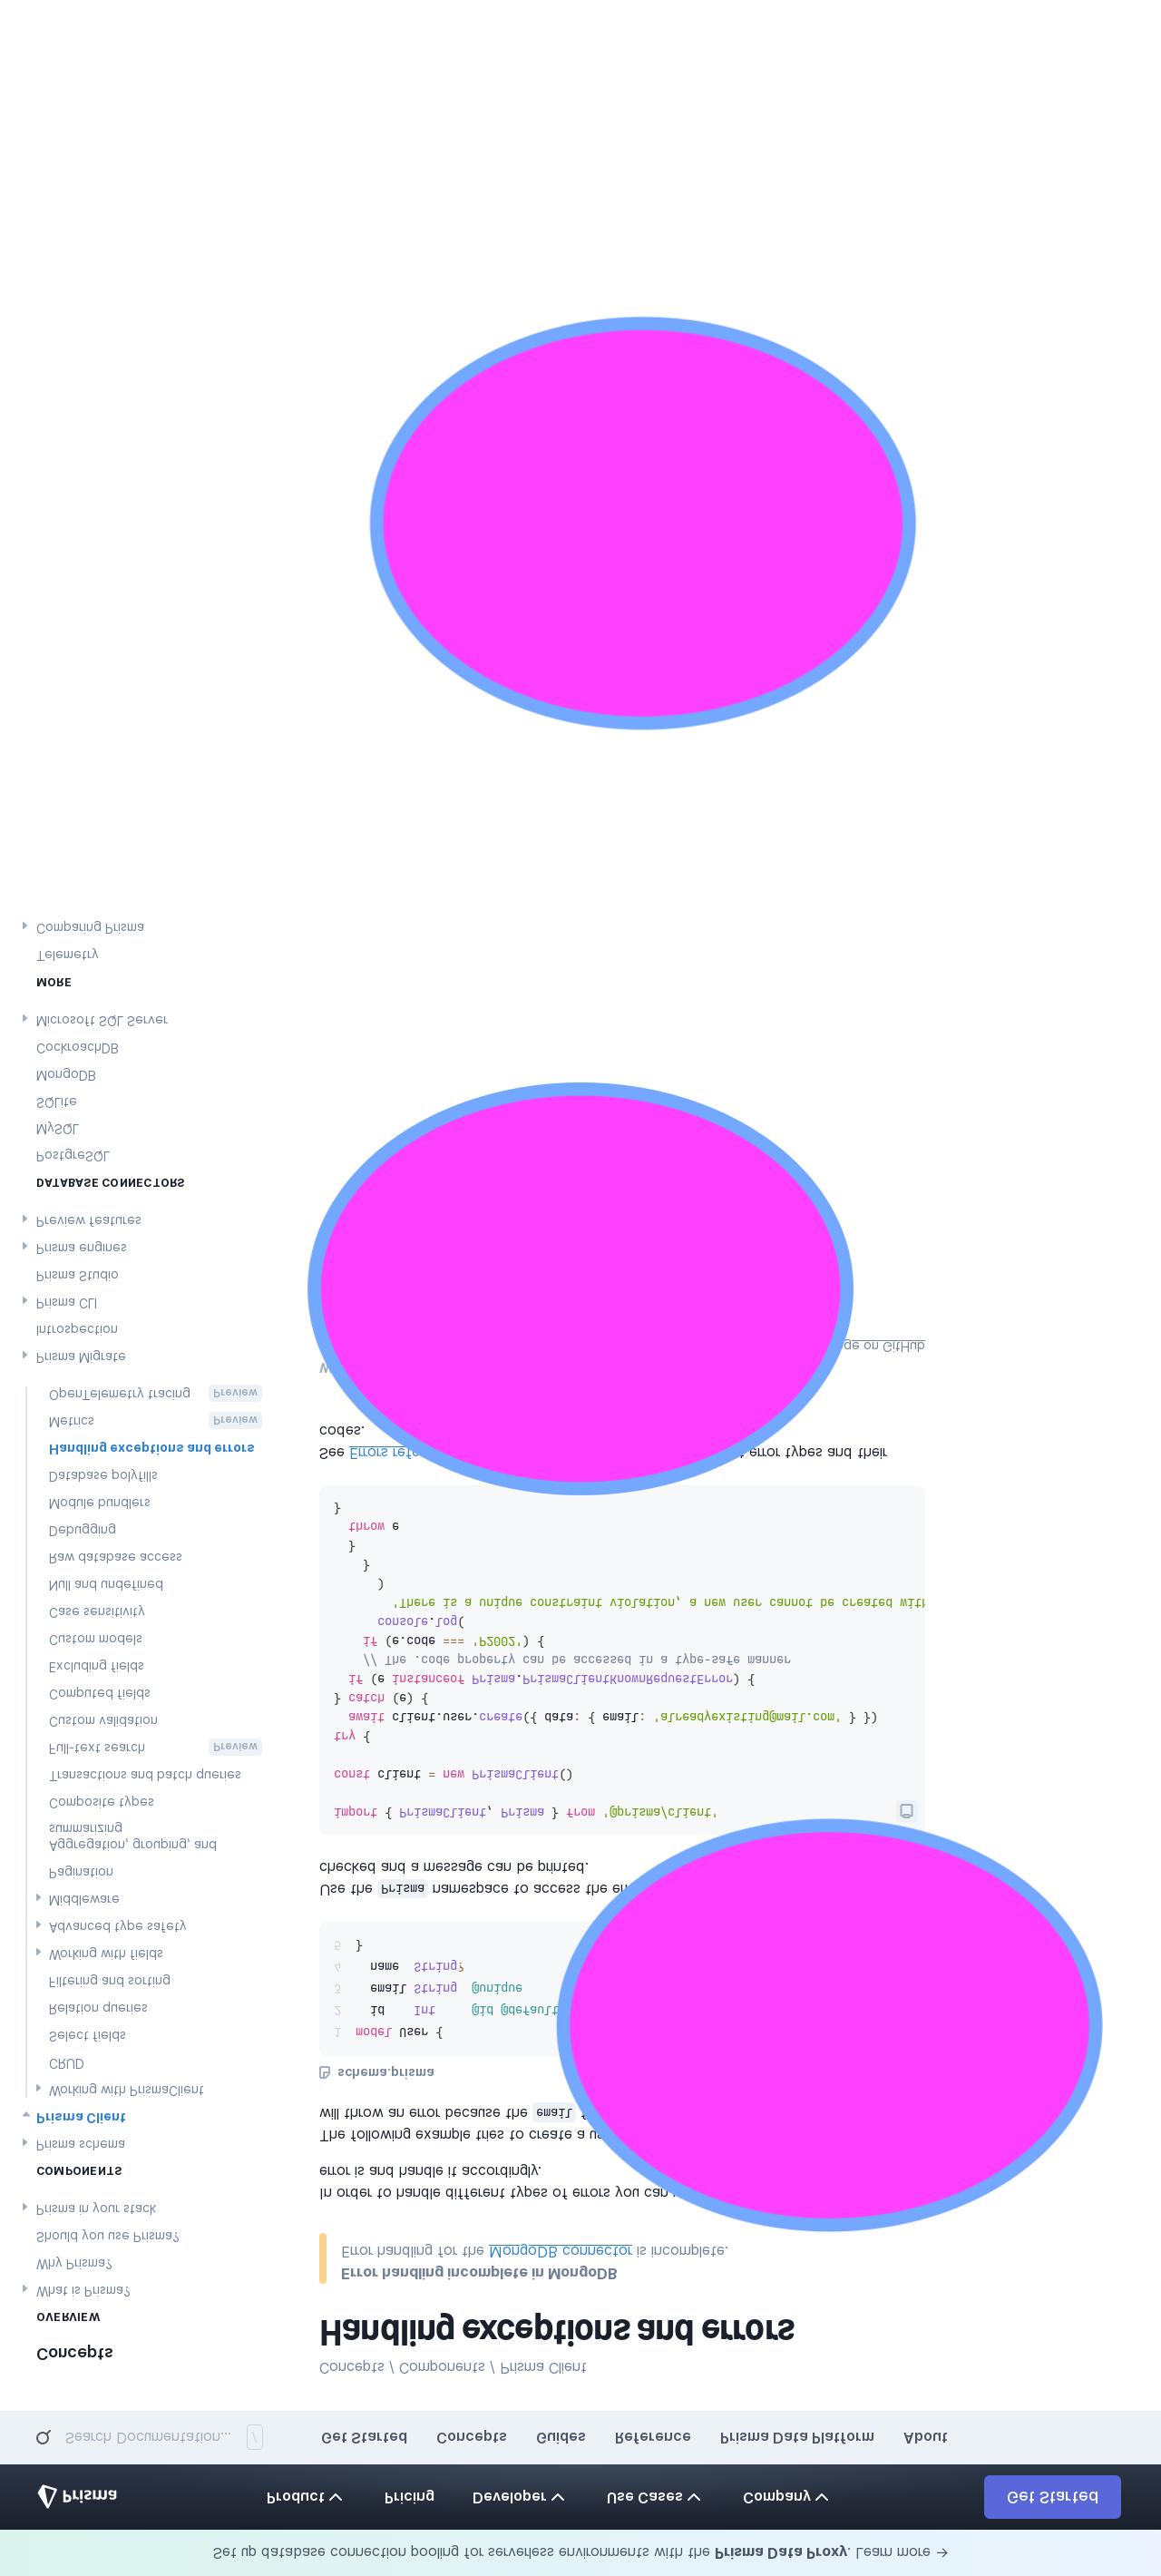 Set up database connection pooling for serverless environments with the Prisma Data Proxy. Learn more →
Prisma
Product
Pricing
Developer
Use Cases
Company
Get Started
Search Documentation... /
Get Started
Concepts
Guides
Reference
Prisma Data Platform
About
Concepts
OVERVIEW
What is Prisma?
Why Prisma?
Should you use Prisma?
Prisma in your stack
COMPONENTS
Prisma schema
Prisma Client
Working with PrismaClient
CRUD
Select fields
Relation queries
Filtering and sorting
Working with fields
Advanced type safety
Middleware
Pagination
Aggregation, grouping, and
summarizing
Composite types
Transactions and batch queries
Full-text search Preview
Custom validation
Computed fields
Excluding fields
Custom models
Case sensitivity
Null and undefined
Raw database access
Debugging
Module bundlers
Database polyfills
Handling exceptions and errors
Metrics Preview
OpenTelemetry tracing Preview
Prisma Migrate
Introspection
Prisma CLI
Prisma Studio
Prisma engines
Preview features
DATABASE CONNECTORS
PostgreSQL
MySQL
SQLite
MongoDB
CockroachDB
Microsoft SQL Server
MORE
Telemetry
Comparing Prisma
Concepts / Components / Prisma Client
Handling exceptions and errors
Error handling incomplete in MongoDB
Error handling for the MongoDB connector is incomplete.
In order to handle different types of errors you can
error is and handle it accordingly.
The following example tries to create a
will throw an error because the email
schema.prisma
1 model User {
2 id Int @id @default
3 email String @unique
4 name String?
5 }
Use the Prisma namespace to access the
checked and a message can be printed.
import { PrismaClient, Prisma } from '@prisma/client'
const client = new PrismaClient()
try {
await client.user.create({ data: { email: 'alreadyexisting@mail.com' } })
} catch (e) {
if (e instanceof Prisma.PrismaClientKnownRequestError) {
// The .code property can be accessed in a type-safe manner
if (e.code === 'P2002') {
console.log(
'There is a unique constraint violation, a new user cannot be created with
)
}
}
throw e
}
See Errors error types and their
codes.
on GitHub